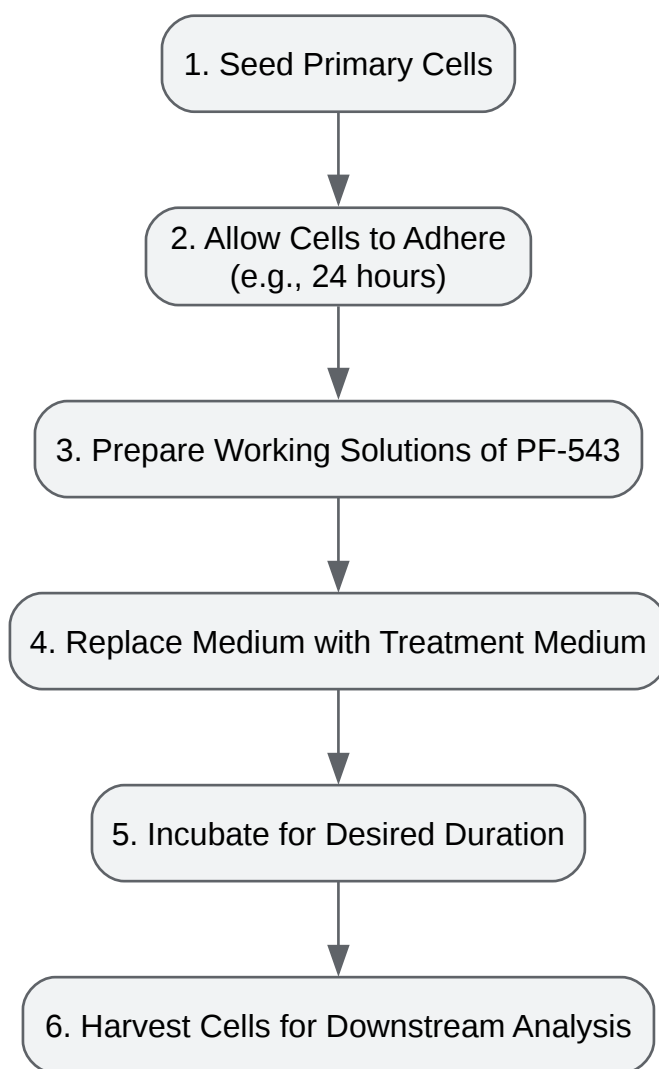 1. Seed Primary Cells
2. Allow Cells to Adhere
(e.g., 24 hours)
3. Prepare Working Solutions of PF-543
4. Replace Medium with Treatment Medium
5. Incubate for Desired Duration
6. Harvest Cells for Downstream Analysis